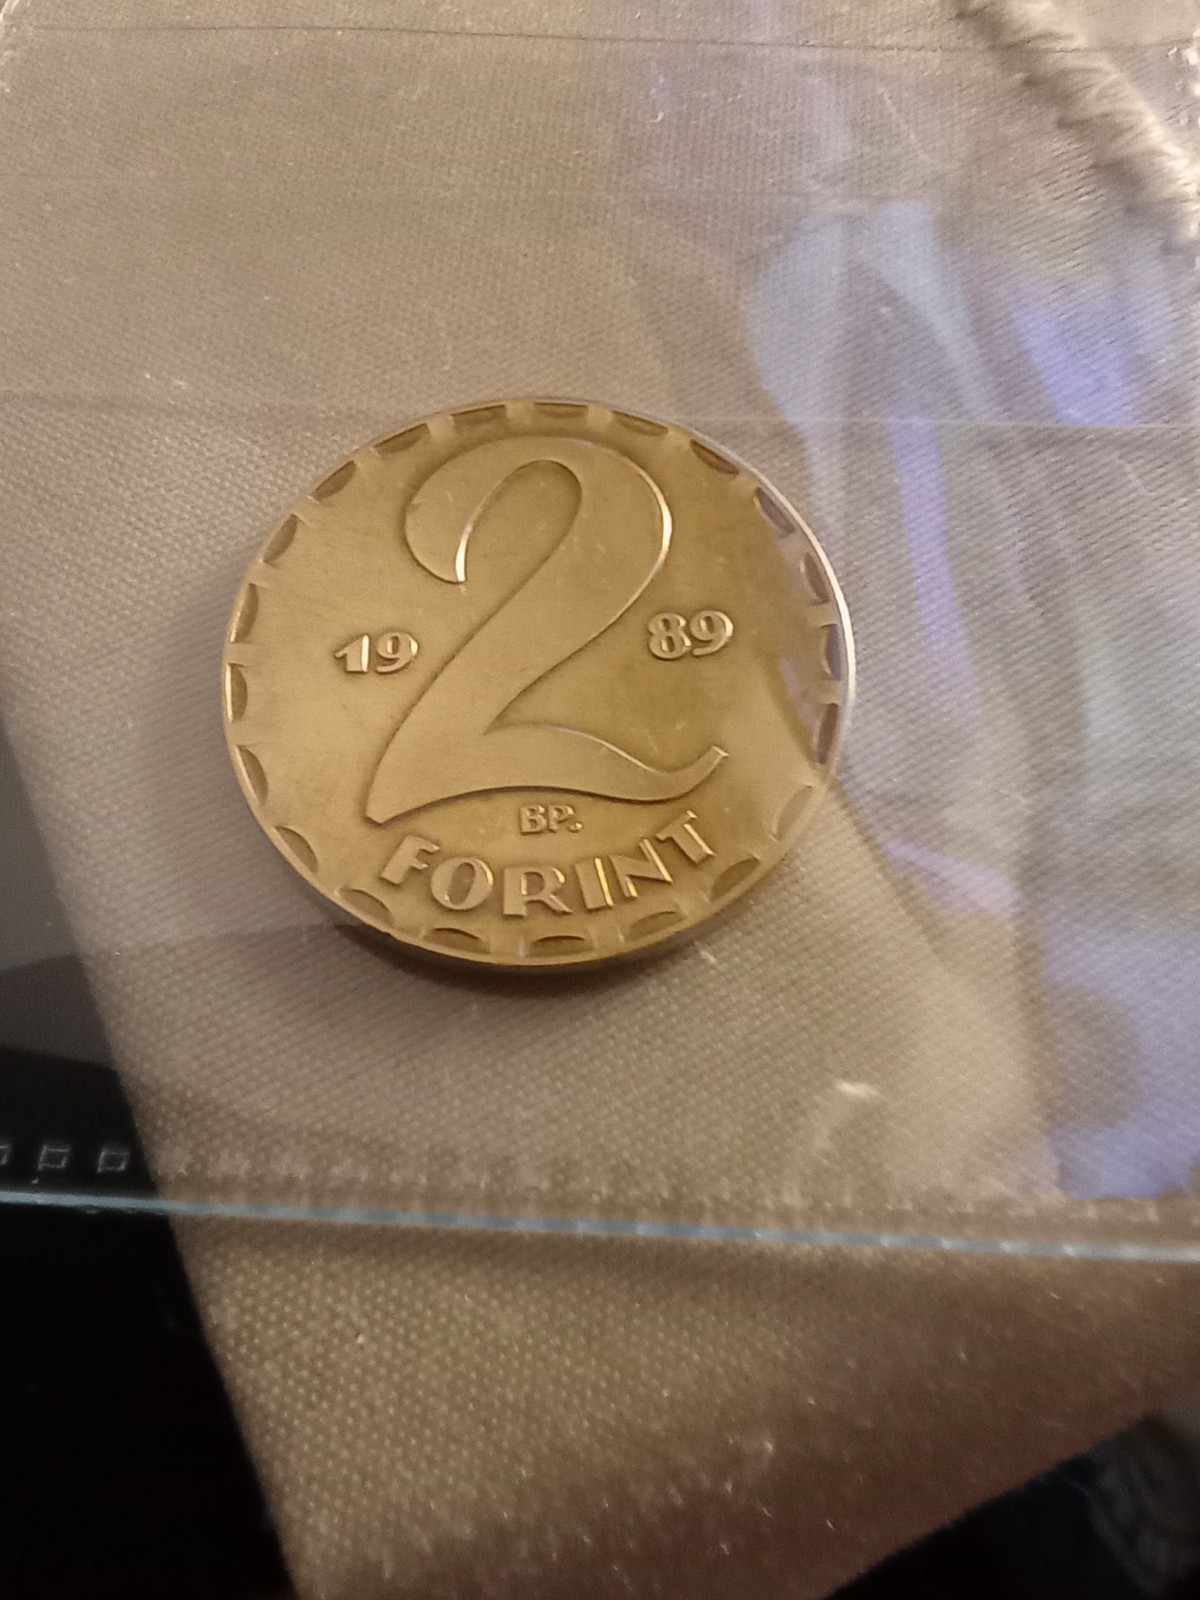 2
19 89
BP.
FORINT